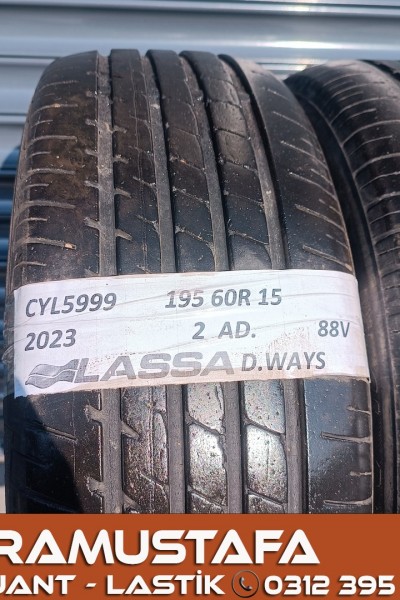 CYL5999 195 60R 15
2023 2 AD. 88V
LASSA D.WAYS
RAMUSTAFA
JANT - LASTİK 0312 395